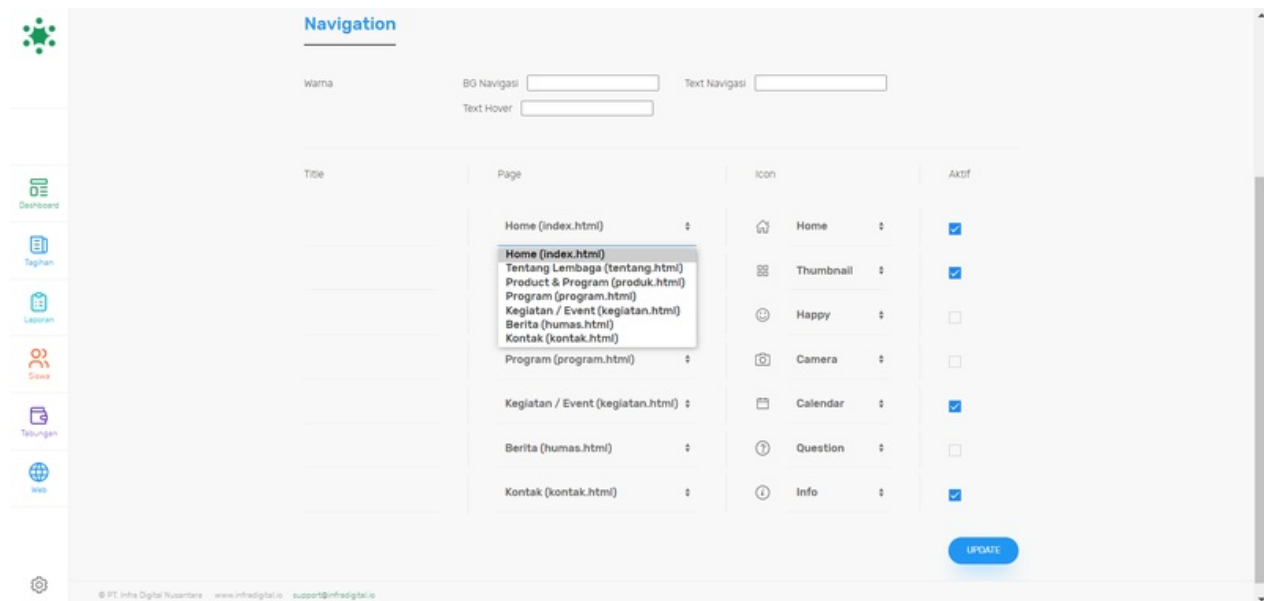 Navigation
Warna BG Navigasi Text Navigasi
Text Hover
Title Page Icon Aktif
Dashboard
Home (index.html) Home
Tagihan
Home (index.html)
Tentang Lembaga (tentang.html) Thumbnail
Product & Program (produk.html)
Program (program.html)
Kegiatan / Event (kegiatan.html) Happy
Berita (humas.html)
Kontak (kontak.html)
Laporan
Program (program.html) Camera
Siswa
Kegiatan / Event (kegiatan.html) Calendar
Tabungan
Berita (humas.html) Question
Web
Kontak (kontak.html) Info
UPDATE
© PT. Infra Digital Nusantara www.infradigital.io support@infradigital.io